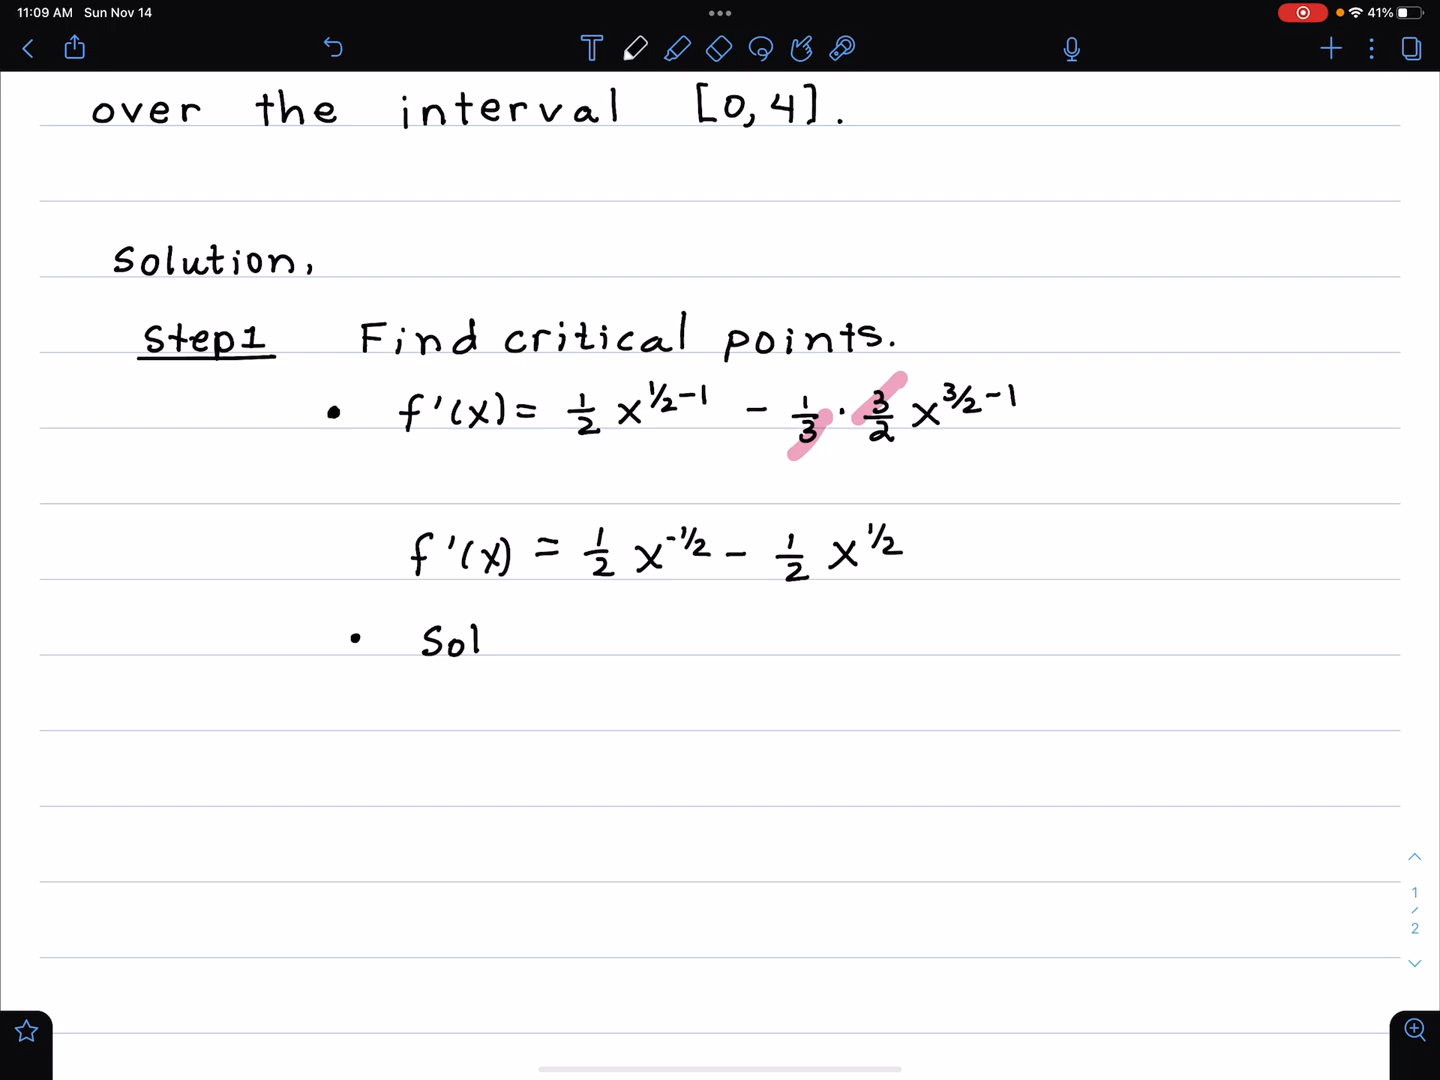 11:09 AM Sun Nov 14
41%
over the interval [0, 4].
Solution,
Step1 Find critical points.
• f'(x) = 1/2 x^(1/2 - 1) - 1/3 · 3/2 x^(3/2 - 1)
f'(x) = 1/2 x^(-1/2) - 1/2 x^(1/2)
• Sol
1
/
2